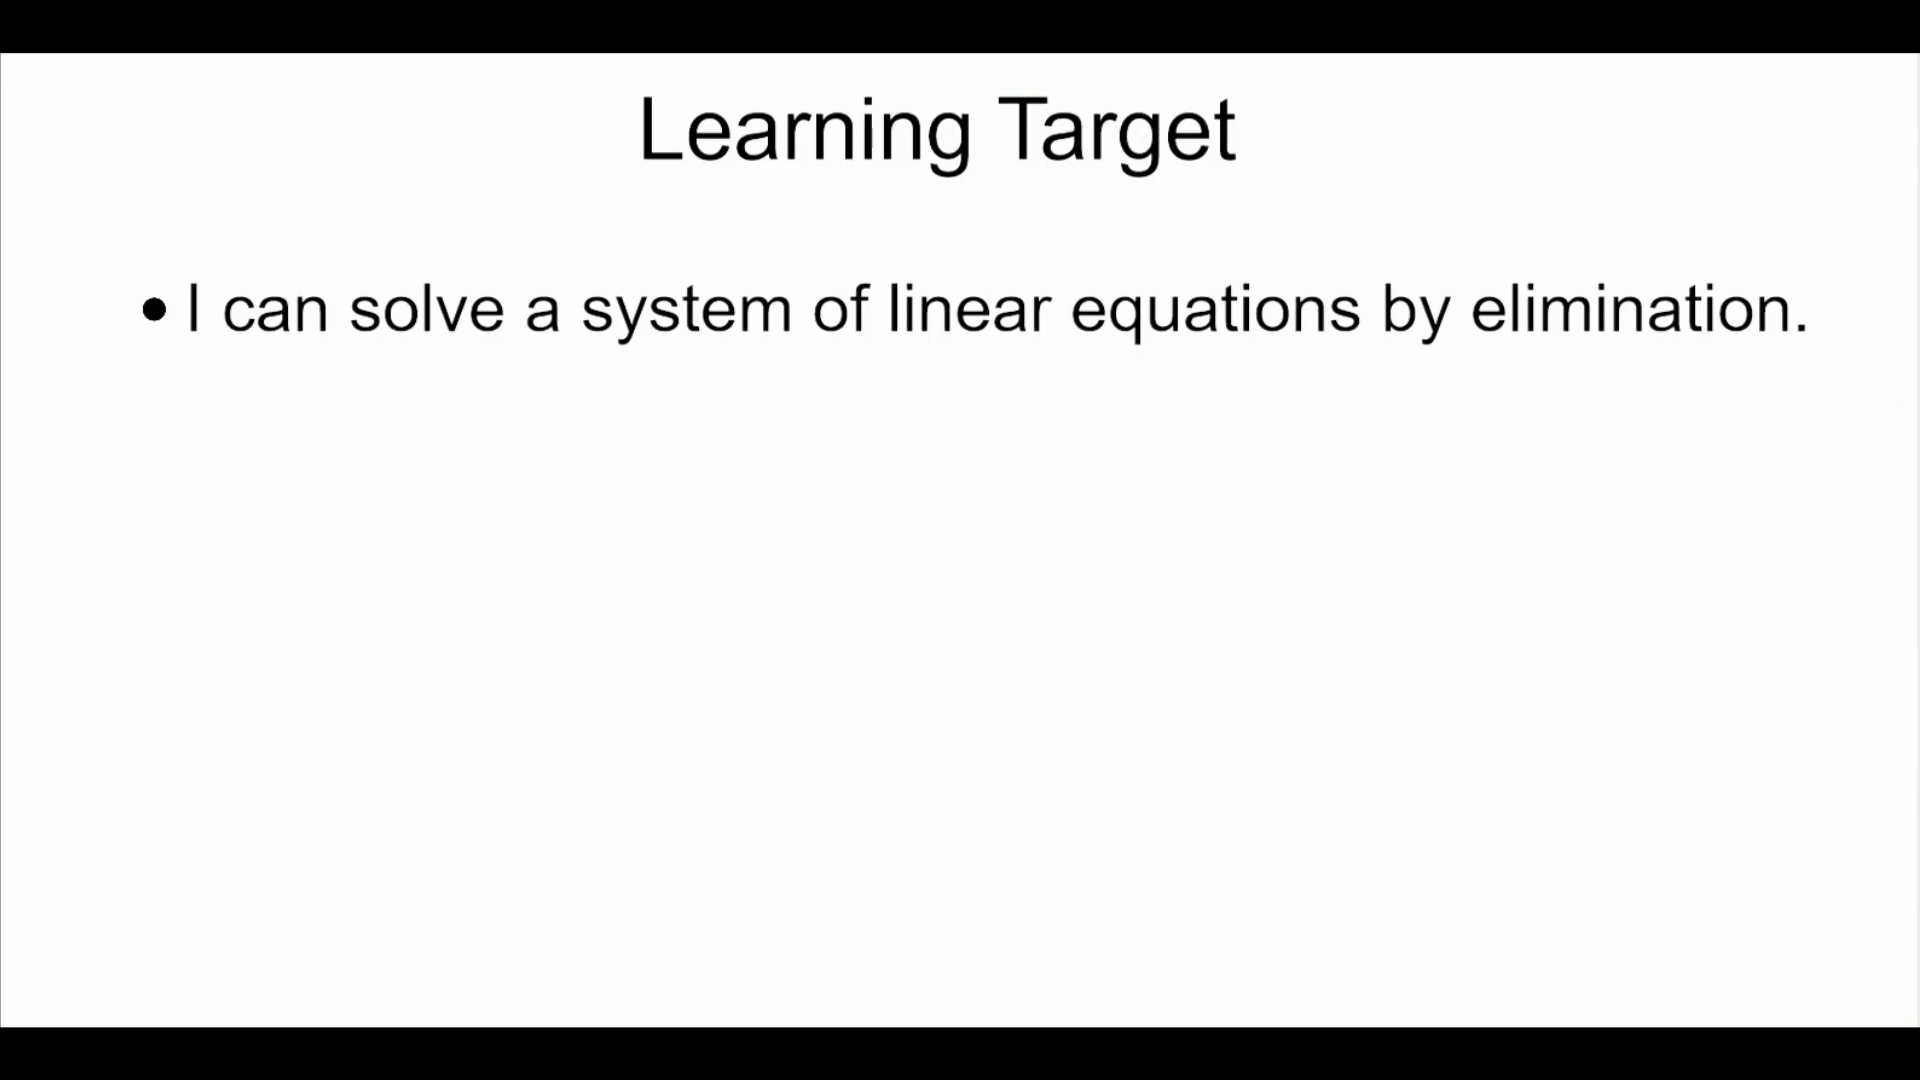 Learning Target
• I can solve a system of linear equations by elimination.